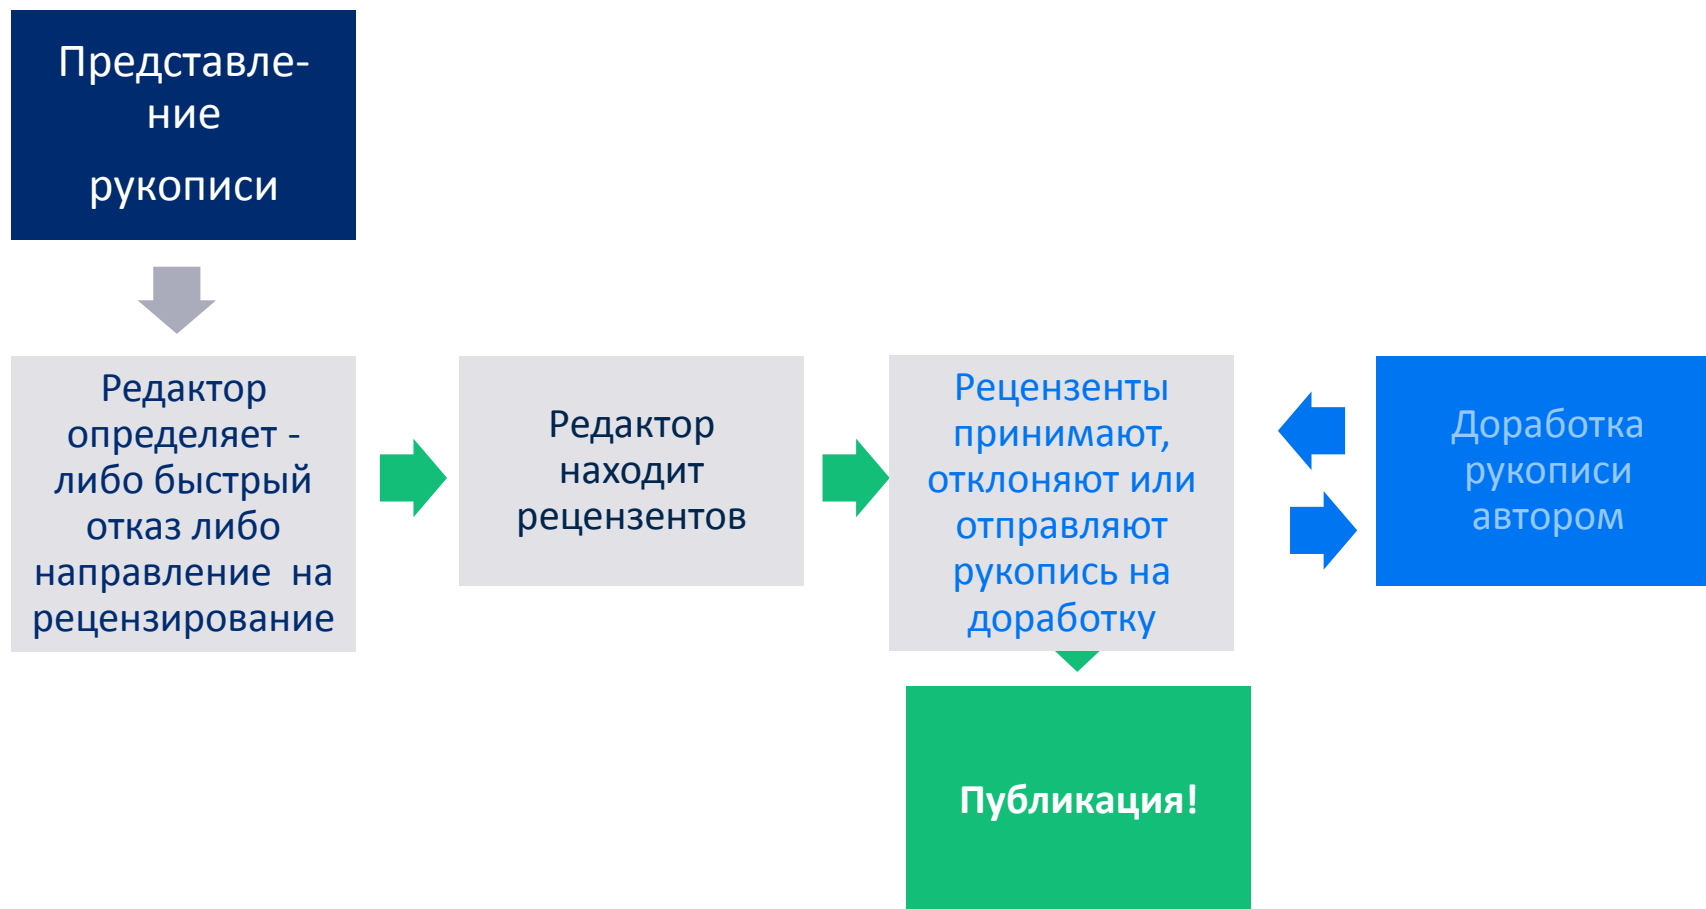 Представле-
ние
рукописи
Редактор
определяет -
либо быстрый
отказ либо
направление  на
рецензирование
Редактор
находит
рецензентов
Рецензенты
принимают,
отклоняют или
отправляют
рукопись на
доработку
Доработка
рукописи
автором
Публикация!